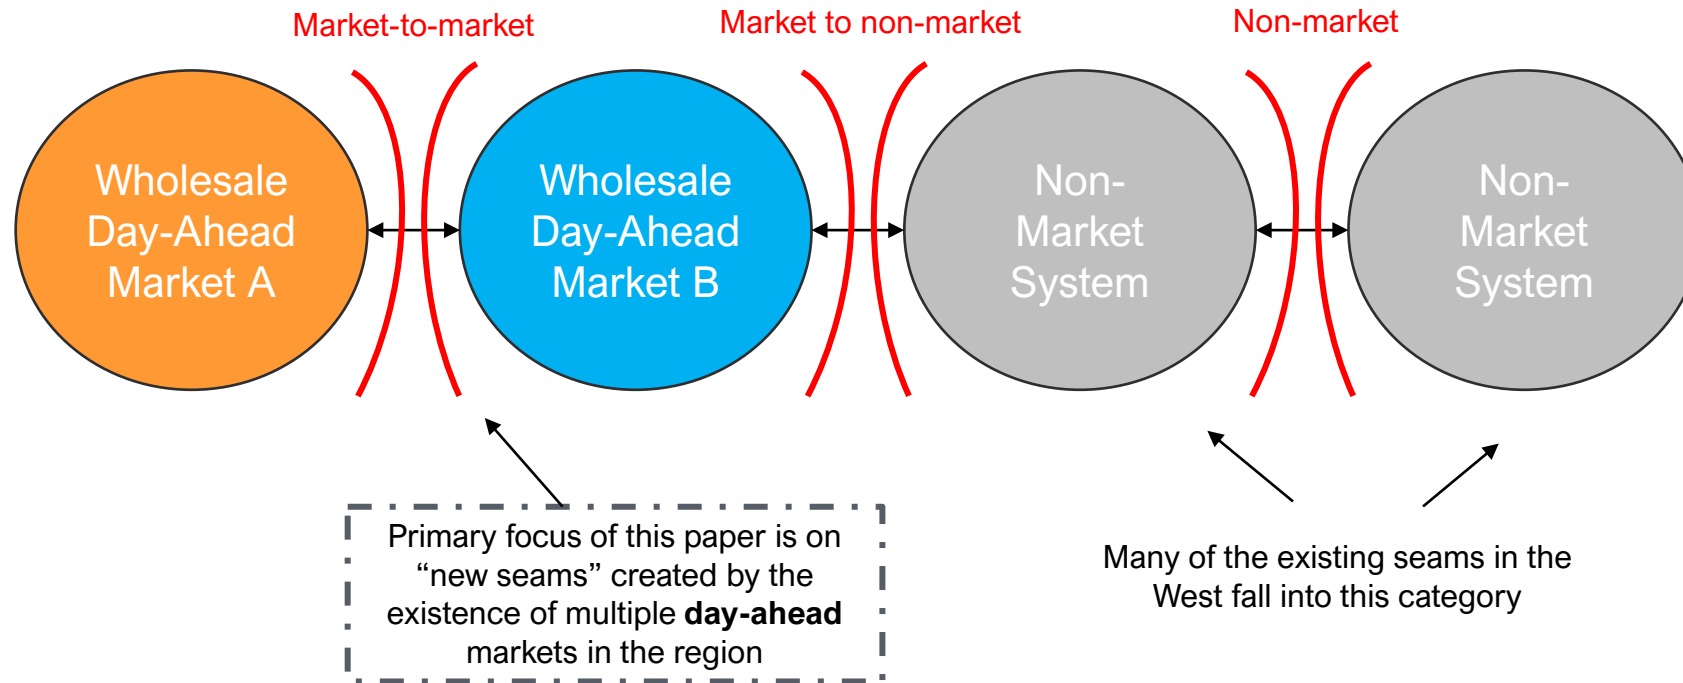 Market-to-market
Market to non-market
Non-market
Wholesale
Day-Ahead
Market A
Wholesale
Day-Ahead
Market B
Non-
Market
System
Non-
Market
System
Primary focus of this paper is on
“new seams” created by the
existence of multiple day-ahead
markets in the region
Many of the existing seams in the
West fall into this category